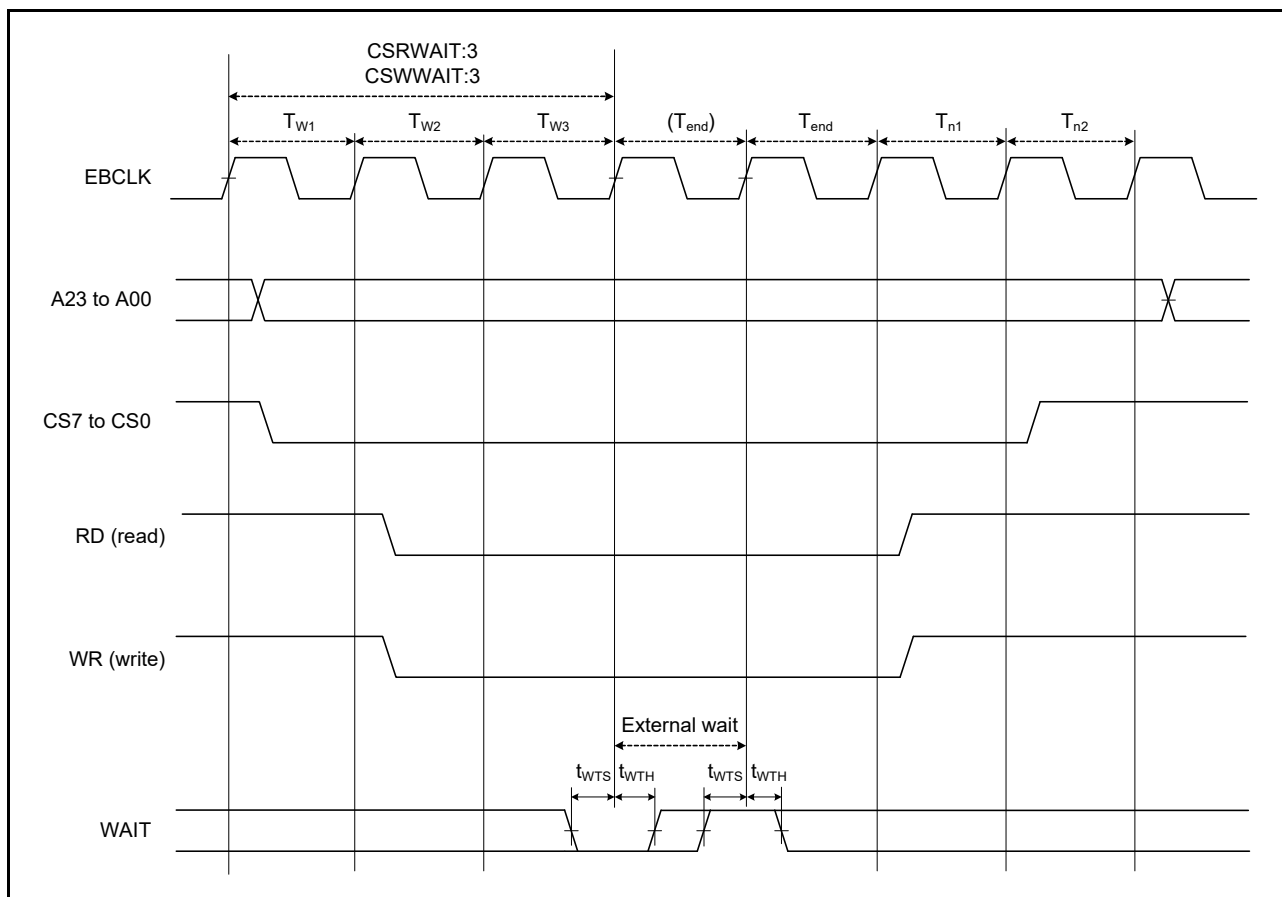 CSRWAIT:3
CSWWAIT:3
TW1 TW2 TW3 (Tend) Tend Tn1 Tn2
EBCLK
A23 to A00
CS7 to CS0
RD (read)
WR (write)
External wait
tWTS tWTH tWTS tWTH
WAIT